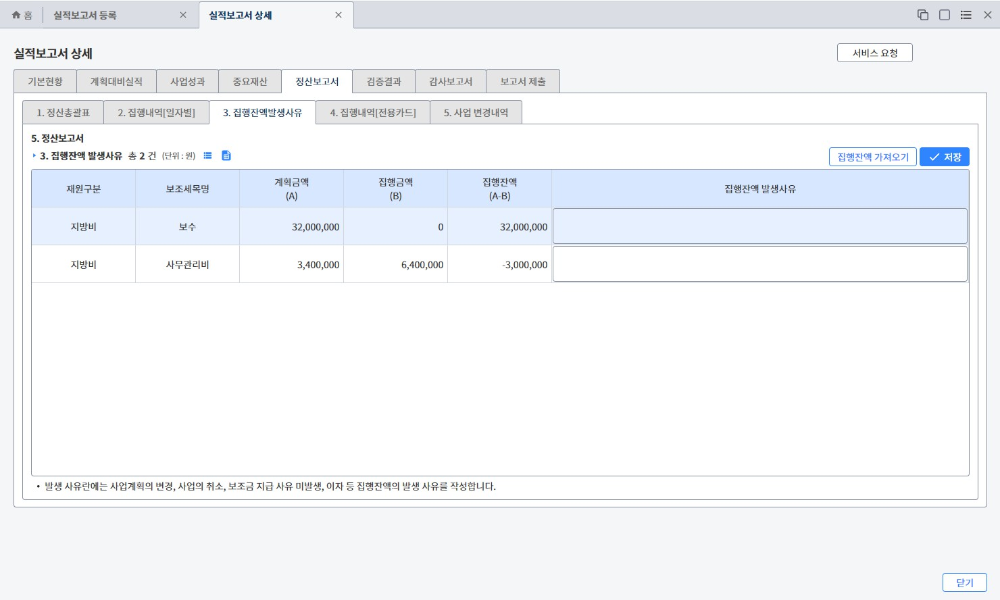 홈 실적보고서 등록 실적보고서 상세
실적보고서 상세 서비스 요청
기본현황 계획대비실적 사업성과 중요재산 정산보고서 검증결과 감사보고서 보고서 제출
1. 정산총괄표 2. 집행내역[일자별] 3. 집행잔액발생사유 4. 집행내역[전용카드] 5. 사업 변경내역
5. 정산보고서
3. 집행잔액 발생사유 총 2 건 (단위 : 원) 집행잔액 가져오기 저장
재원구분 보조세목명 계획금액 (A) 집행금액 (B) 집행잔액 (A-B) 집행잔액 발생사유
지방비 보수 32,000,000 0 32,000,000
지방비 사무관리비 3,400,000 6,400,000 -3,000,000
• 발생 사유란에는 사업계획의 변경, 사업의 취소, 보조금 지급 사유 미발생, 이자 등 집행잔액의 발생 사유를 작성합니다.
닫기